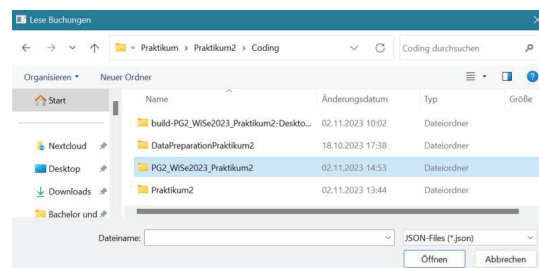 Lese Buchungen
« Praktikum > Praktikum2 > Coding
Coding durchsuchen
Organisieren Neuer Ordner
Start
Name Änderungsdatum Typ Größe
build-PG2_WiSe2023_Praktikum2-Deskto... 02.11.2023 10:02 Dateiordner
Nextcloud
DataPreparationPraktikum2 18.10.2023 17:38 Dateiordner
Desktop
PG2_WiSe2023_Praktikum2 02.11.2023 14:53 Dateiordner
Downloads
Praktikum2 02.11.2023 13:44 Dateiordner
Bachelor und
Dateiname: JSON-Files (*.json)
Öffnen Abbrechen